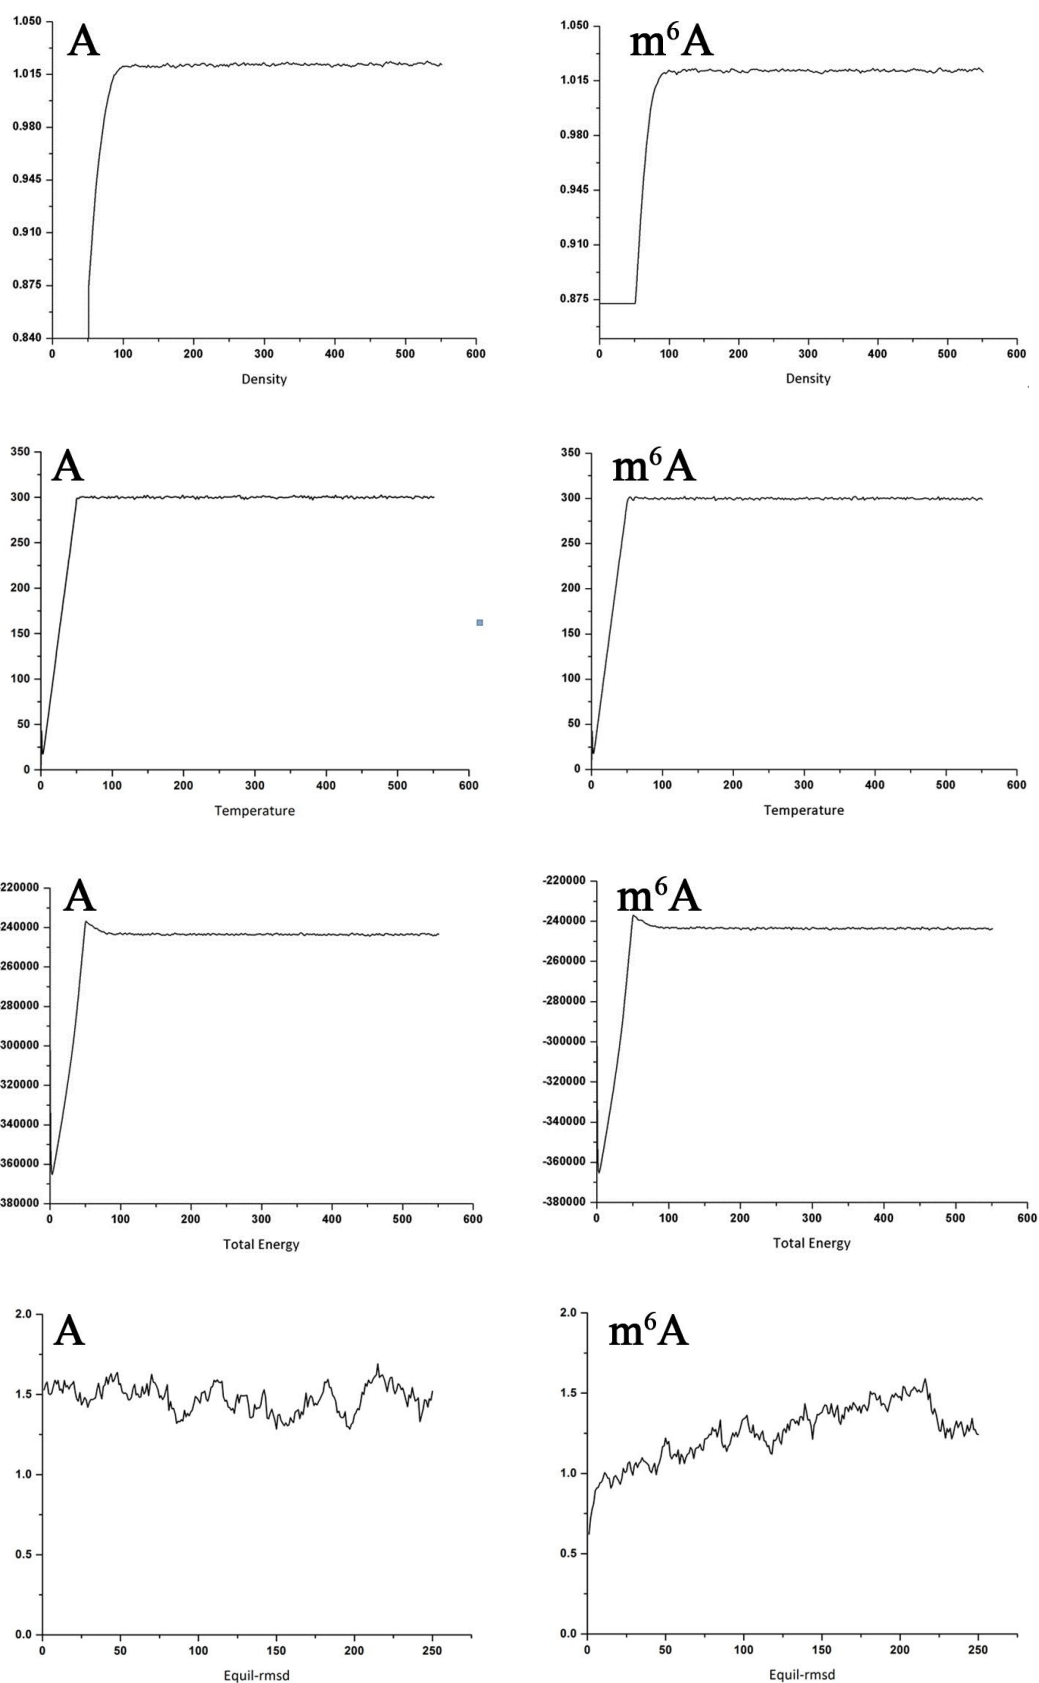 A
1.050
1.015
0.980
0.945
0.910
0.875
0.840
0 100 200 300 400 500 600
Density
m⁶A
1.050
1.015
0.980
0.945
0.910
0.875
0 100 200 300 400 500 600
Density
A
350
300
250
200
150
100
50
0
0 100 200 300 400 500 600
Temperature
m⁶A
350
300
250
200
150
100
50
0
0 100 200 300 400 500 600
Temperature
A
220000
240000
260000
280000
300000
320000
340000
360000
380000
0 100 200 300 400 500 600
Total Energy
m⁶A
-220000
-240000
-260000
-280000
-300000
-320000
-340000
-360000
-380000
0 100 200 300 400 500 600
Total Energy
A
2.0
1.5
1.0
0.5
0.0
0 50 100 150 200 250
Equil-rmsd
m⁶A
2.0
1.5
1.0
0.5
0.0
0 50 100 150 200 250
Equil-rmsd